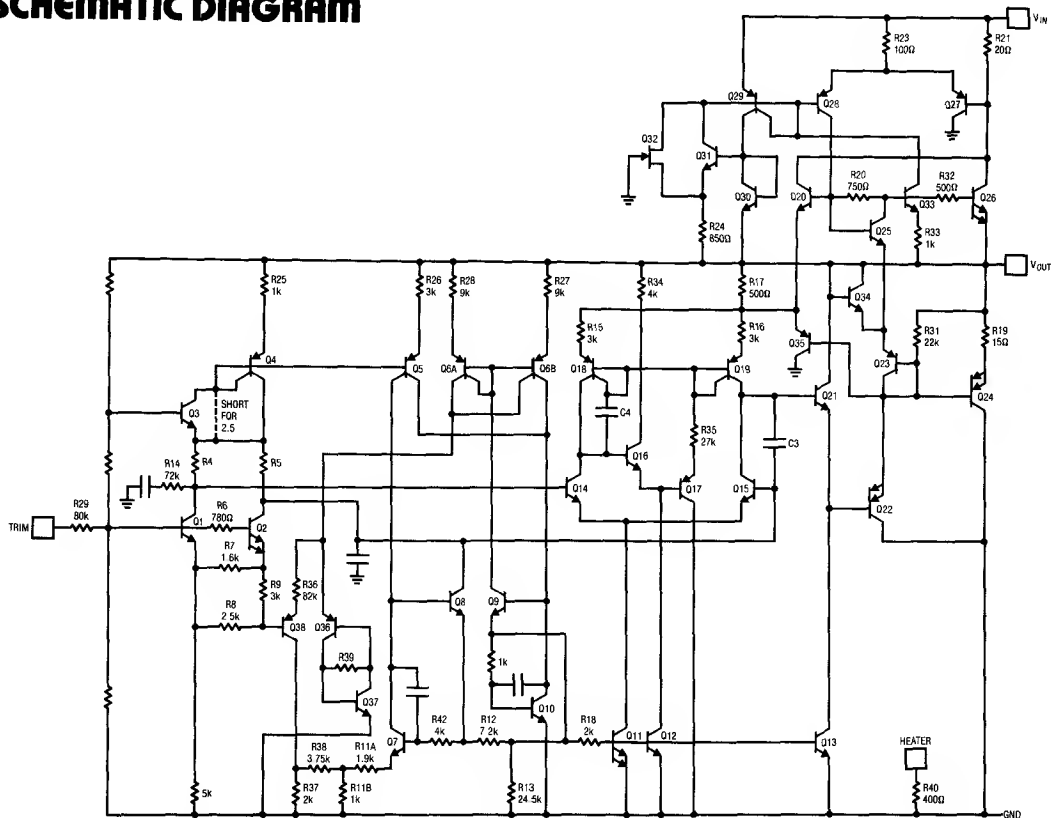 SCHEMATIC DIAGRAM
VIN
R23
100Ω
R21
20Ω
Q29
Q28
Q27
Q32
Q31
Q30
R24
850Ω
Q20
R20
750Ω
Q33
R32
500Ω
Q26
Q25
R33
1k
VOUT
R25
1k
R26
3k
R28
9k
R27
9k
R34
4k
R17
500Ω
Q34
R15
3k
R16
3k
Q35
Q23
R31
22k
R19
15Ω
Q4
Q5
Q6A
Q6B
Q18
Q19
Q3
SHORT
FOR
2.5
C4
Q21
Q24
R35
27k
C3
R14
72k
R4
R5
Q16
Q14
Q17
Q15
R29
80k
TRIM
Q1
R6
780Ω
Q2
Q22
R7
1.6k
R9
3k
R8
2.5k
R36
82k
Q38
Q36
Q8
Q9
R39
Q37
1k
Q10
R38
3.75k
R11A
1.9k
Q7
R42
4k
R12
7.2k
R18
2k
Q11
Q12
Q13
HEATER
5k
R37
2k
R11B
1k
R13
24.5k
R40
400Ω
GND